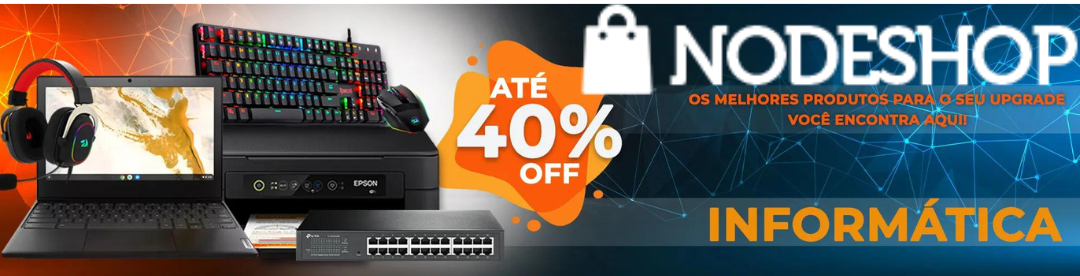 NODESHOP
OS MELHORES PRODUTOS PARA O SEU UPGRADE
VOCÊ ENCONTRA AQUI!!
ATÉ
40%
OFF
EPSON
INFORMÁTICA